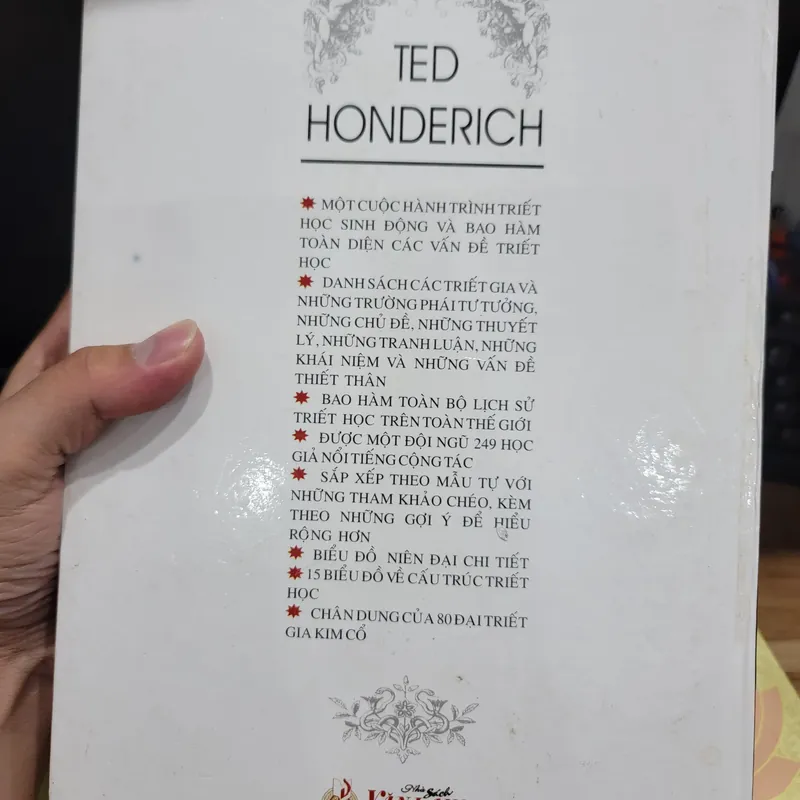 TED
HONDERICH
MỘT CUỘC HÀNH TRÌNH TRIẾT
HỌC SINH ĐỘNG VÀ BAO HÀM
TOÀN DIỆN CÁC VẤN ĐỀ TRIẾT
HỌC
DANH SÁCH CÁC TRIẾT GIA VÀ
NHỮNG TRƯỜNG PHÁI TƯ TƯỞNG,
NHỮNG CHỦ ĐỀ, NHỮNG THUYẾT
LÝ, NHỮNG TRANH LUẬN, NHỮNG
KHÁI NIỆM VÀ NHỮNG VẤN ĐỀ
THIẾT THÂN
BAO HÀM TOÀN BỘ LỊCH SỬ
TRIẾT HỌC TRÊN TOÀN THẾ GIỚI
ĐƯỢC MỘT ĐỘI NGŨ 249 HỌC
GIẢ NỔI TIẾNG CỘNG TÁC
SẮP XẾP THEO MẪU TỰ VỚI
NHỮNG THAM KHẢO CHÉO, KÈM
THEO NHỮNG GỢI Ý ĐỂ HIỂU
RỘNG HƠN
BIỂU ĐỒ NIÊN ĐẠI CHI TIẾT
15 BIỂU ĐỒ VỀ CẤU TRÚC TRIẾT
HỌC
CHÂN DUNG CỦA 80 ĐẠI TRIẾT
GIA KIM CỔ
Nhà Sách